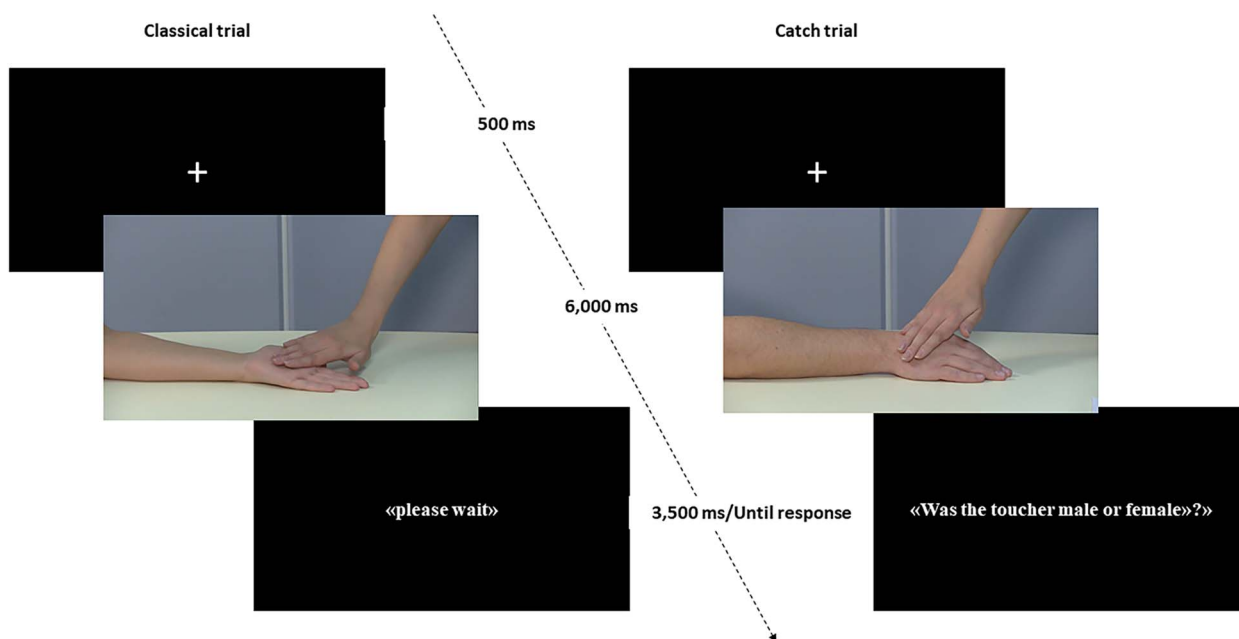 Classical trial
Catch trial
500 ms
+
+
6,000 ms
«please wait»
3,500 ms/Until response
«Was the toucher male or female»?»